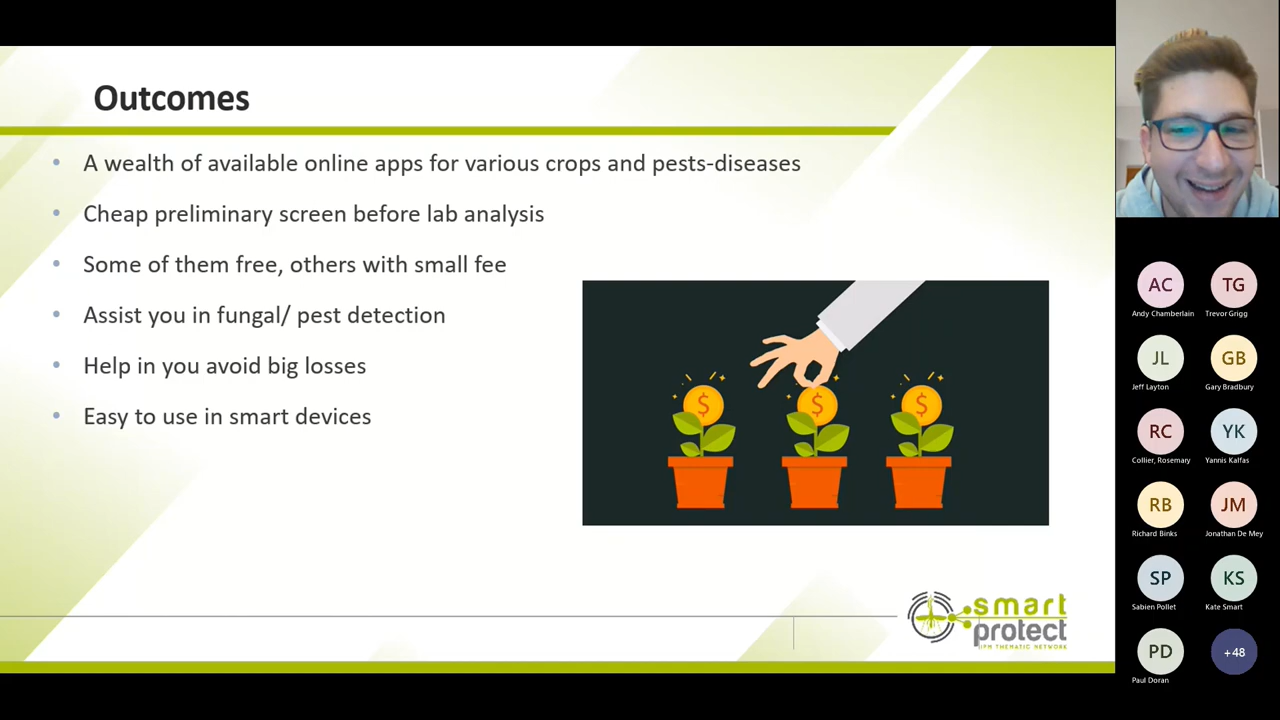 Outcomes
• A wealth of available online apps for various crops and pests-diseases
• Cheap preliminary screen before lab analysis
• Some of them free, others with small fee
• Assist you in fungal/ pest detection
• Help in you avoid big losses
• Easy to use in smart devices
$ $ $
smart
protect
IPM THEMATIC NETWORK
AC TG
Andy Chamberlain Trevor Grigg
JL GB
Jeff Layton Gary Bradbury
RC YK
Collier, Rosemary Yannis Kalfas
RB JM
Richard Binks Jonathan De Mey
SP KS
Sabien Pollet Kate Smart
PD +48
Paul Doran